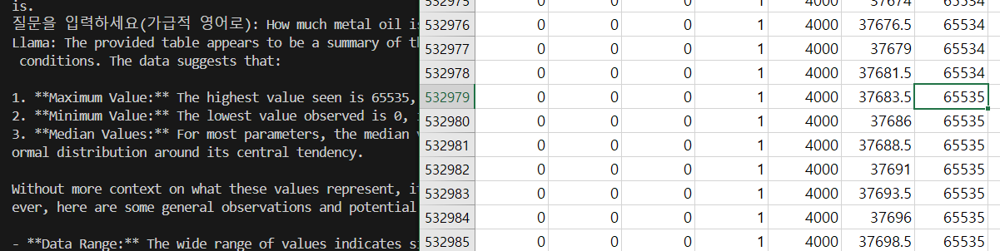 is.
질문을 입력하세요(가급적 영어로): How much metal oil is
Llama: The provided table appears to be a summary of
conditions. The data suggests that:
1. **Maximum Value:** The highest value seen is 65535,
2. **Minimum Value:** The lowest value observed is 0,
3. **Median Values:** For most parameters, the median
ormal distribution around its central tendency.
Without more context on what these values represent,
ever, here are some general observations and potential
- **Data Range:** The wide range of values indicates
532975 0 0 0 1 4000 37674 65534
532976 0 0 0 1 4000 37676.5 65534
532977 0 0 0 1 4000 37679 65534
532978 0 0 0 1 4000 37681.5 65534
532979 0 0 0 1 4000 37683.5 65535
532980 0 0 0 1 4000 37686 65535
532981 0 0 0 1 4000 37688.5 65535
532982 0 0 0 1 4000 37691 65535
532983 0 0 0 1 4000 37693.5 65535
532984 0 0 0 1 4000 37696 65535
532985 0 0 0 1 4000 37698.5 65535